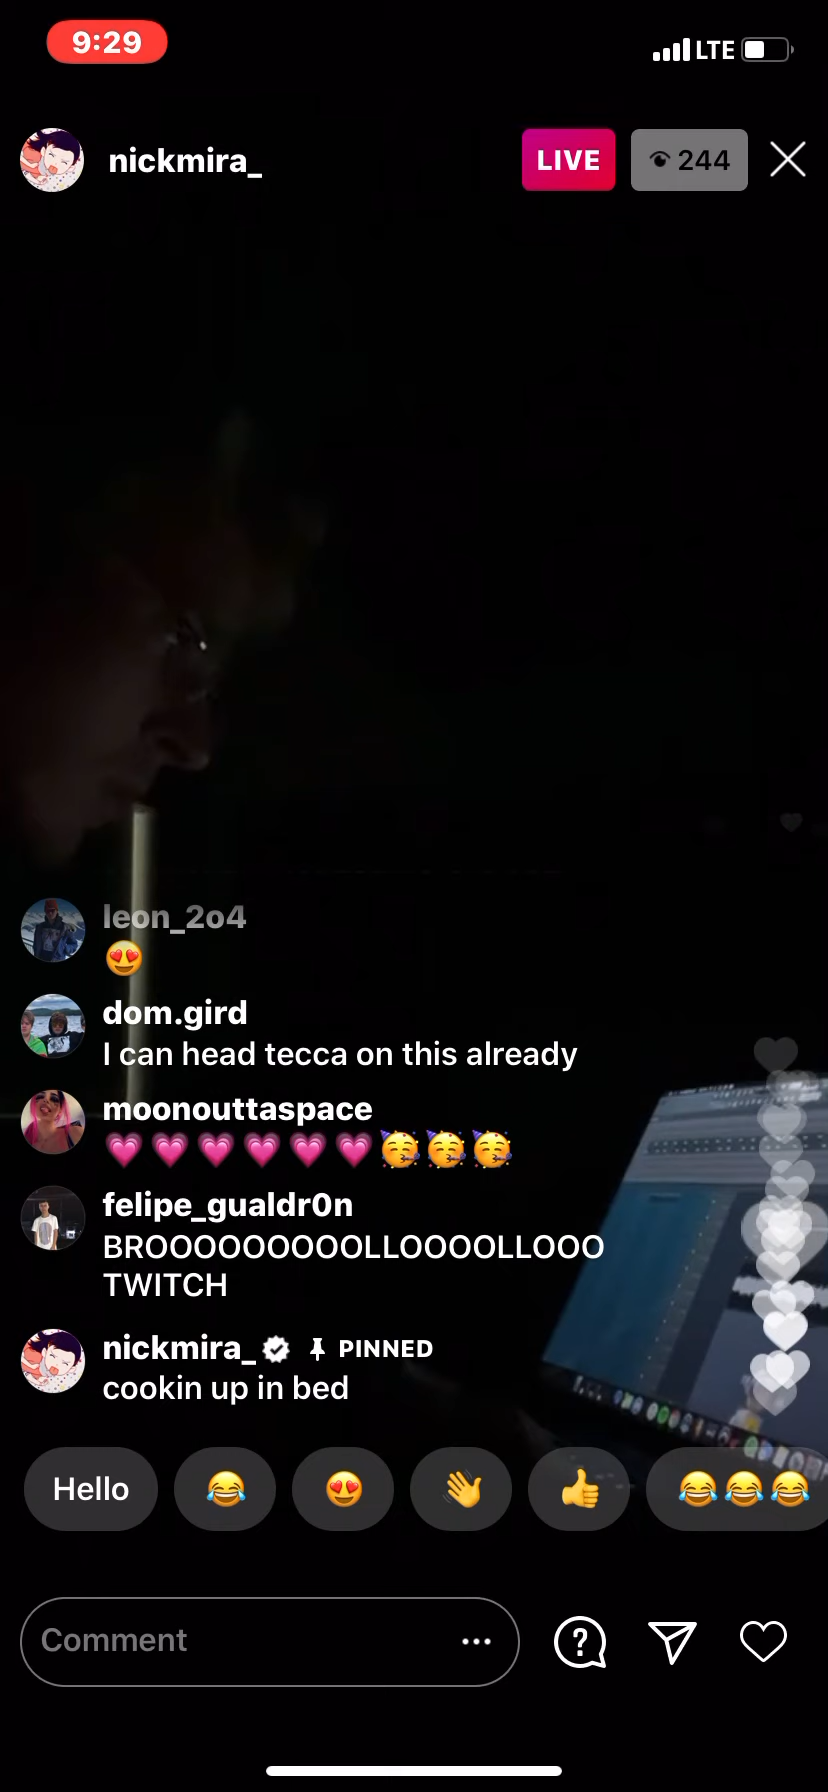 9:29
LTE
nickmira_
LIVE
244
leon_2o4
😍
dom.gird
I can head tecca on this already
moonouttaspace
💗💗💗💗💗💗🥳🥳🥳
felipe_gualdr0n
BROOOOOOOOOLLOOOOLLOOO
TWITCH
nickmira_ PINNED
cookin up in bed
Hello 😂 😍 👋 👍 😂😂😂
Comment